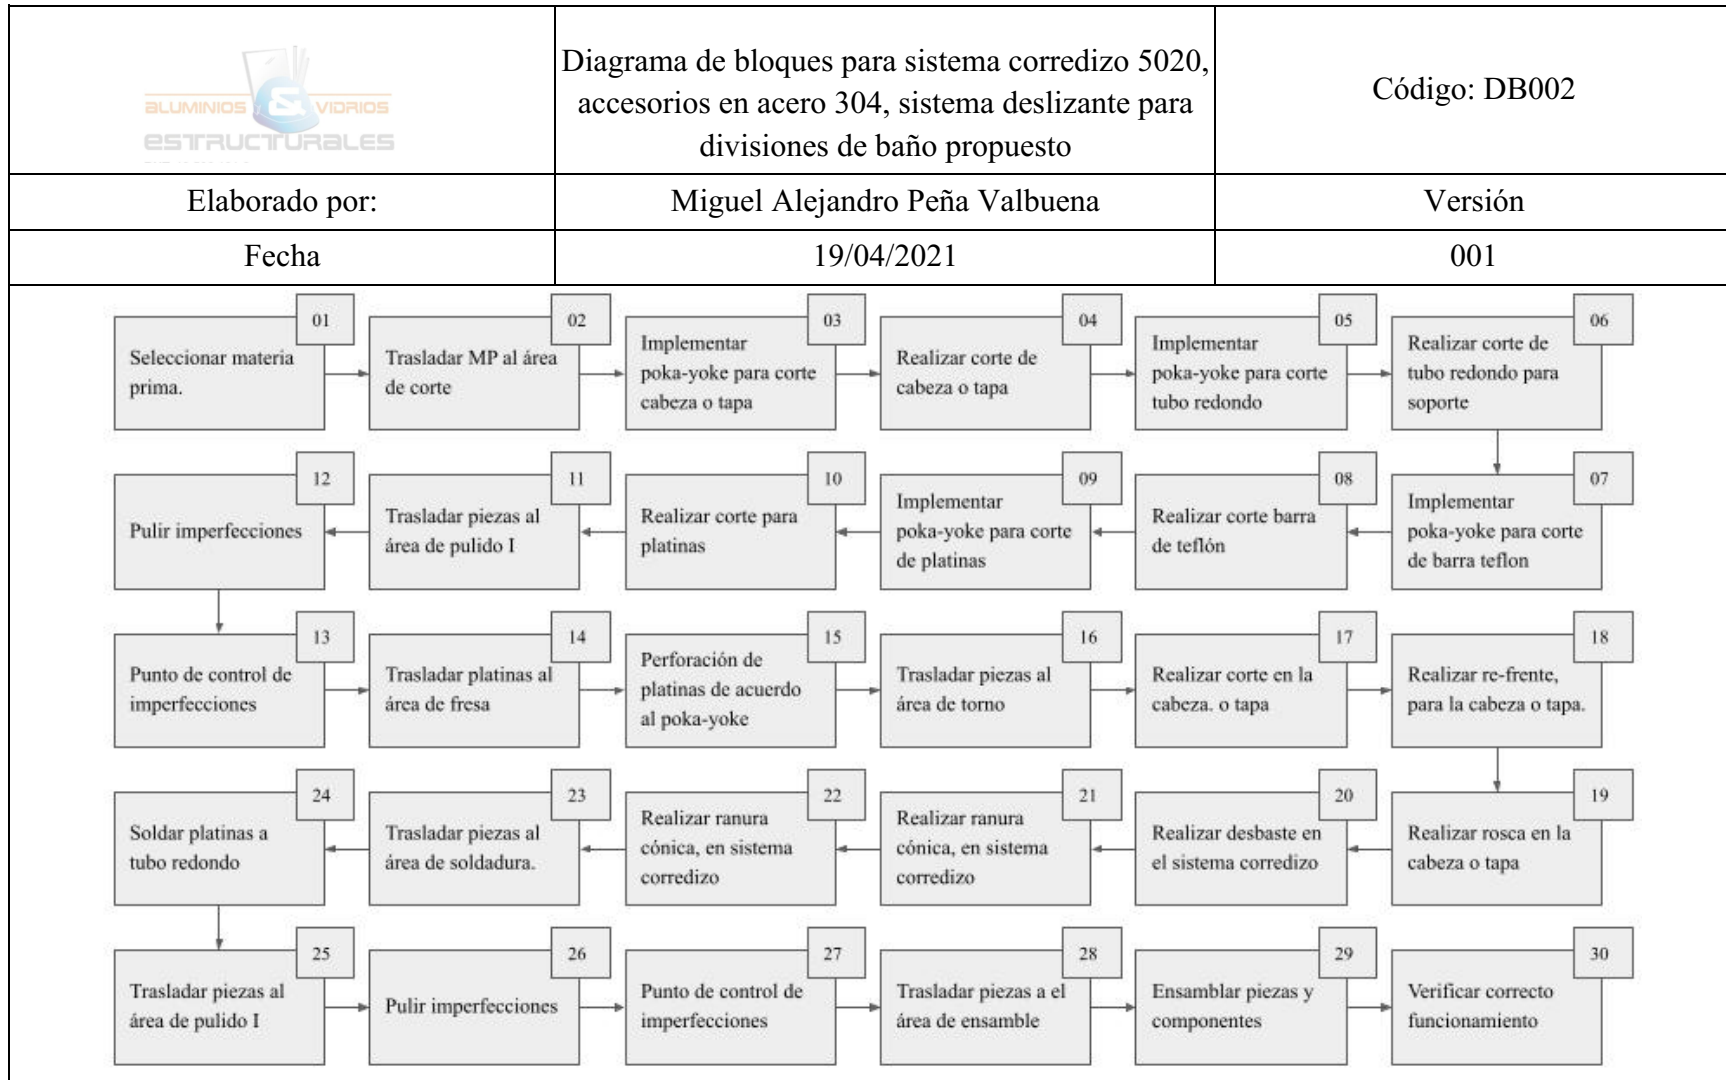 ALUMINIOS & VIDRIOS
ESTRUCTURALES
Diagrama de bloques para sistema corredizo 5020,
accesorios en acero 304, sistema deslizante para
divisiones de baño propuesto
Código: DB002
Elaborado por:
Miguel Alejandro Peña Valbuena
Versión
Fecha
19/04/2021
001
01
Seleccionar materia
prima.
02
Trasladar MP al área
de corte
03
Implementar
poka-yoke para corte
cabeza o tapa
04
Realizar corte de
cabeza o tapa
05
Implementar
poka-yoke para corte
tubo redondo
06
Realizar corte de
tubo redondo para
soporte
07
Implementar
poka-yoke para corte
de barra teflon
08
Realizar corte barra
de teflón
09
Implementar
poka-yoke para corte
de platinas
10
Realizar corte para
platinas
11
Trasladar piezas al
área de pulido I
12
Pulir imperfecciones
13
Punto de control de
imperfecciones
14
Trasladar platinas al
área de fresa
15
Perforación de
platinas de acuerdo
al poka-yoke
16
Trasladar piezas al
área de torno
17
Realizar corte en la
cabeza. o tapa
18
Realizar re-frente,
para la cabeza o tapa.
19
Realizar rosca en la
cabeza o tapa
20
Realizar desbaste en
el sistema corredizo
21
Realizar ranura
cónica, en sistema
corredizo
22
Realizar ranura
cónica, en sistema
corredizo
23
Trasladar piezas al
área de soldadura.
24
Soldar platinas a
tubo redondo
25
Trasladar piezas al
área de pulido I
26
Pulir imperfecciones
27
Punto de control de
imperfecciones
28
Trasladar piezas a el
área de ensamble
29
Ensamblar piezas y
componentes
30
Verificar correcto
funcionamiento